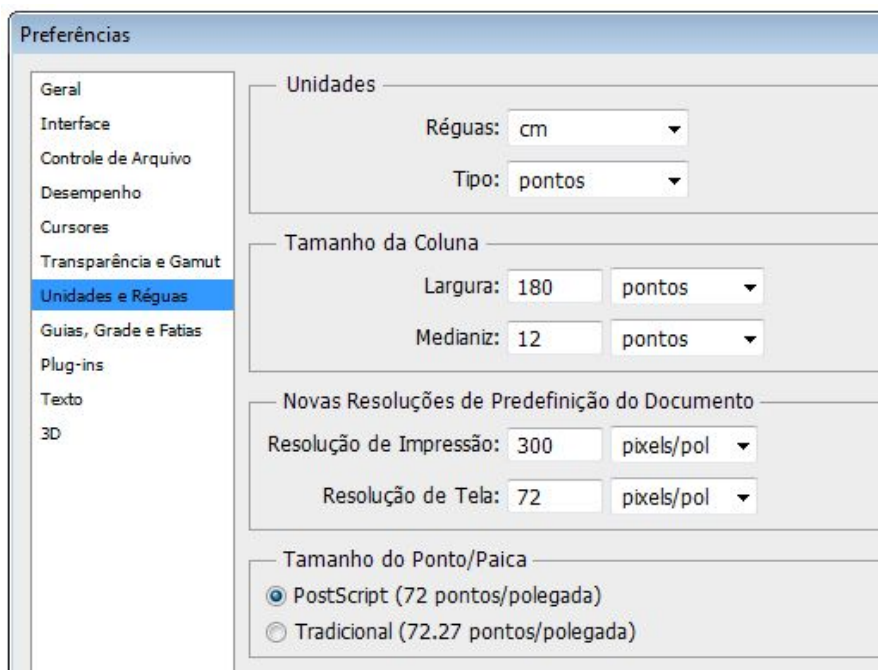 Preferências
Geral
Interface
Controle de Arquivo
Desempenho
Cursores
Transparência e Gamut
Unidades e Réguas
Guias, Grade e Fatias
Plug-ins
Texto
3D
Unidades
Réguas: cm
Tipo: pontos
Tamanho da Coluna
Largura: 180 pontos
Medianiz: 12 pontos
Novas Resoluções de Predefinição do Documento
Resolução de Impressão: 300 pixels/pol
Resolução de Tela: 72 pixels/pol
Tamanho do Ponto/Paica
PostScript (72 pontos/polegada)
Tradicional (72.27 pontos/polegada)